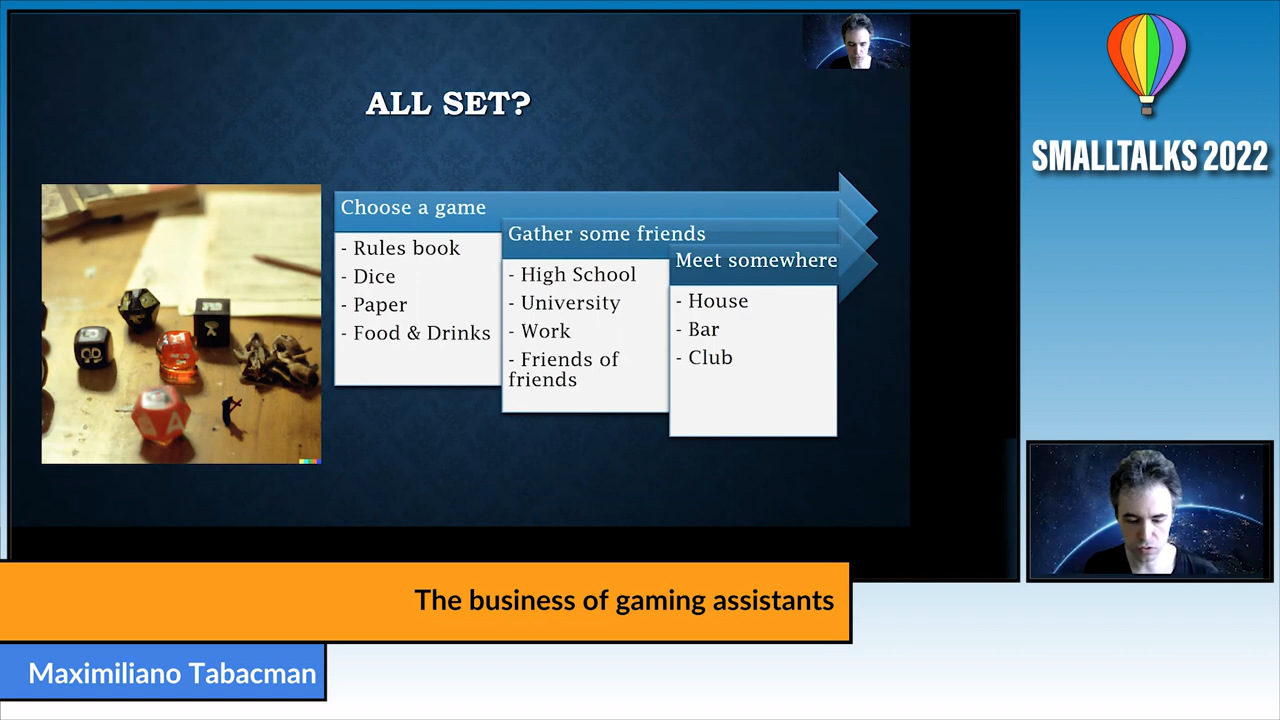 ALL SET?
Choose a game
- Rules book
- Dice
- Paper
- Food & Drinks
Gather some friends
- High School
- University
- Work
- Friends of
friends
Meet somewhere
- House
- Bar
- Club
SMALLTALKS 2022
The business of gaming assistants
Maximiliano Tabacman